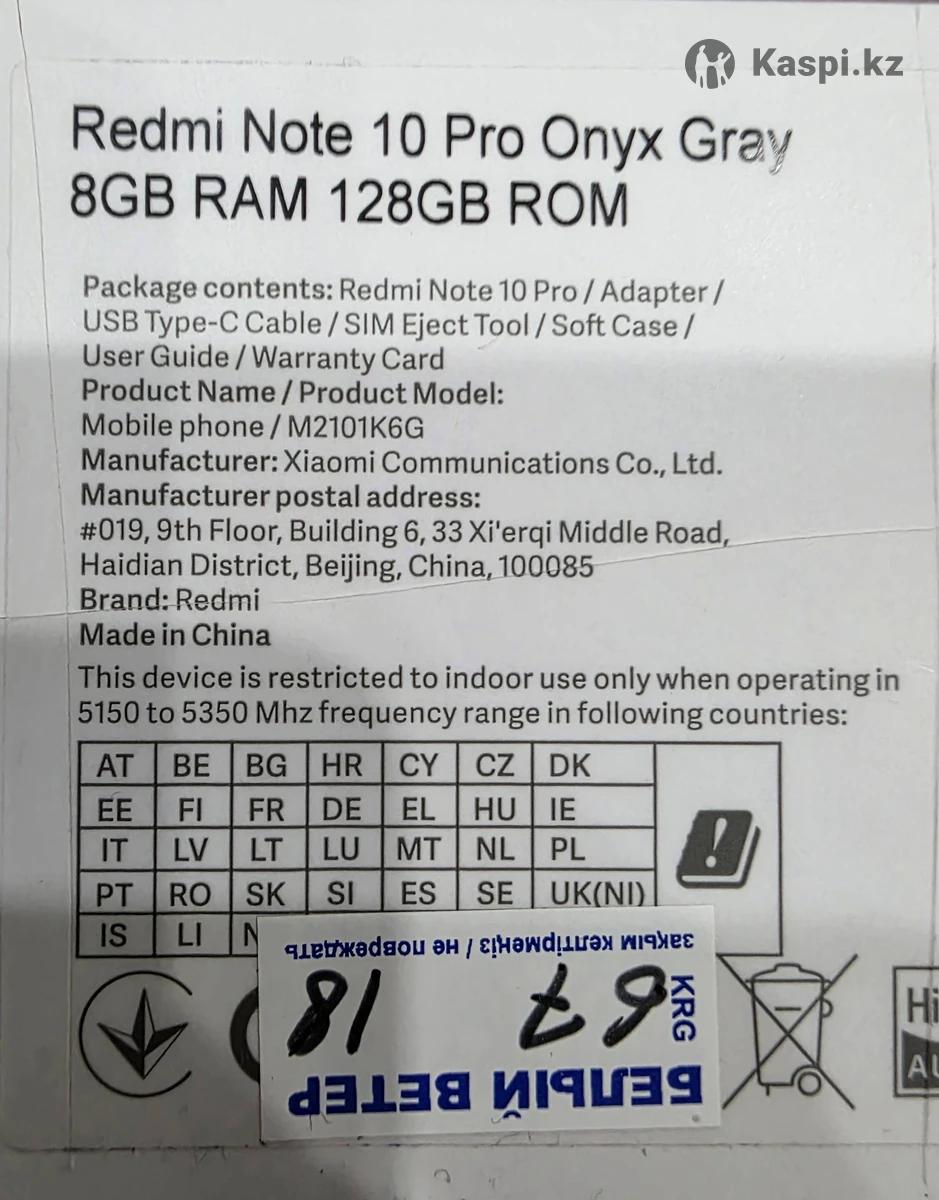 Kaspi.kz
Redmi Note 10 Pro Onyx Gray
8GB RAM 128GB ROM
Package contents: Redmi Note 10 Pro / Adapter /
USB Type-C Cable / SIM Eject Tool / Soft Case /
User Guide / Warranty Card
Product Name / Product Model:
Mobile phone / M2101K6G
Manufacturer: Xiaomi Communications Co., Ltd.
Manufacturer postal address:
#019, 9th Floor, Building 6, 33 Xi'erqi Middle Road,
Haidian District, Beijing, China, 100085
Brand: Redmi
Made in China
This device is restricted to indoor use only when operating in
5150 to 5350 Mhz frequency range in following countries:
AT BE BG HR CY CZ DK
EE FI FR DE EL HU IE
IT LV LT LU MT NL PL
PT RO SK SI ES SE UK(NI)
IS LI
БЕЛЫЙ ВЕТЕР
KRG
зақым келтірмеңіз / не повреждать
Hi